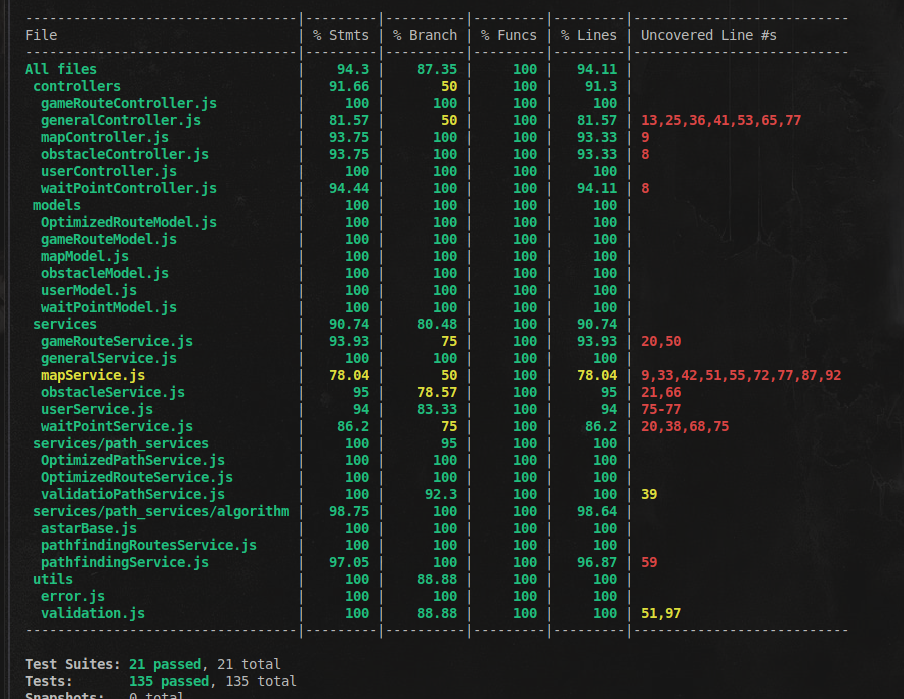 --------------------------------|---------|----------|---------|---------|---------------------------
File | % Stmts | % Branch | % Funcs | % Lines | Uncovered Line #s
--------------------------------|---------|----------|---------|---------|---------------------------
All files | 94.3 | 87.35 | 100 | 94.11 |
controllers | 91.66 | 50 | 100 | 91.3 |
gameRouteController.js | 100 | 100 | 100 | 100 |
generalController.js | 81.57 | 50 | 100 | 81.57 | 13,25,36,41,53,65,77
mapController.js | 93.75 | 100 | 100 | 93.33 | 9
obstacleController.js | 93.75 | 100 | 100 | 93.33 | 8
userController.js | 100 | 100 | 100 | 100 |
waitPointController.js | 94.44 | 100 | 100 | 94.11 | 8
models | 100 | 100 | 100 | 100 |
OptimizedRouteModel.js | 100 | 100 | 100 | 100 |
gameRouteModel.js | 100 | 100 | 100 | 100 |
mapModel.js | 100 | 100 | 100 | 100 |
obstacleModel.js | 100 | 100 | 100 | 100 |
userModel.js | 100 | 100 | 100 | 100 |
waitPointModel.js | 100 | 100 | 100 | 100 |
services | 90.74 | 80.48 | 100 | 90.74 |
gameRouteService.js | 93.93 | 75 | 100 | 93.93 | 20,50
generalService.js | 100 | 100 | 100 | 100 |
mapService.js | 78.04 | 50 | 100 | 78.04 | 9,33,42,51,55,72,77,87,92
obstacleService.js | 95 | 78.57 | 100 | 95 | 21,66
userService.js | 94 | 83.33 | 100 | 94 | 75-77
waitPointService.js | 86.2 | 75 | 100 | 86.2 | 20,38,68,75
services/path_services | 100 | 95 | 100 | 100 |
OptimizedPathService.js | 100 | 100 | 100 | 100 |
OptimizedRouteService.js | 100 | 100 | 100 | 100 |
validatioPathService.js | 100 | 92.3 | 100 | 100 | 39
services/path_services/algorithm | 98.75 | 100 | 100 | 98.64 |
astarBase.js | 100 | 100 | 100 | 100 |
pathfindingRoutesService.js | 100 | 100 | 100 | 100 |
pathfindingService.js | 97.05 | 100 | 100 | 96.87 | 59
utils | 100 | 88.88 | 100 | 100 |
error.js | 100 | 100 | 100 | 100 |
validation.js | 100 | 88.88 | 100 | 100 | 51,97
--------------------------------|---------|----------|---------|---------|---------------------------
Test Suites: 21 passed, 21 total
Tests: 135 passed, 135 total
Snapshots: 0 total